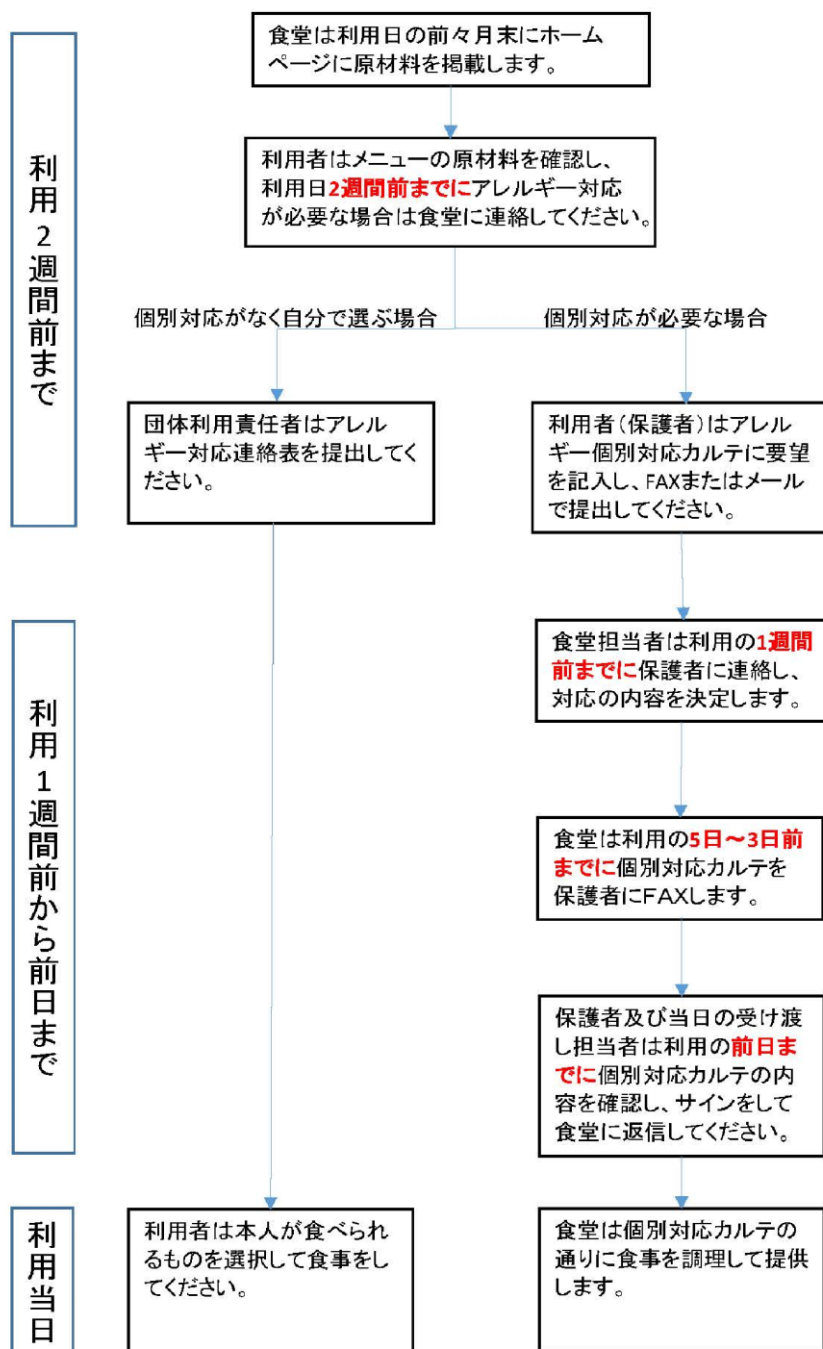 食堂は利用日の前々月末にホーム
ページに原材料を掲載します。
利用2週間前まで
利用者はメニューの原材料を確認し、
利用日2週間前までにアレルギー対応
が必要な場合は食堂に連絡してください。
個別対応がなく自分で選ぶ場合
個別対応が必要な場合
団体利用責任者はアレル
ギー対応連絡表を提出してく
ださい。
利用者(保護者)はアレル
ギー個別対応カルテに要望
を記入し、FAXまたはメール
で提出してください。
利用1週間前から前日まで
食堂担当者は利用の1週間
前までに保護者に連絡し、
対応の内容を決定します。
食堂は利用の5日～3日前
までに個別対応カルテを
保護者にFAXします。
保護者及び当日の受け渡
し担当者は利用の前日ま
でに個別対応カルテの内
容を確認し、サインをして
食堂に返信してください。
利用当日
利用者は本人が食べられ
るものを選択して食事をし
てください。
食堂は個別対応カルテの
通りに食事を調理して提供
します。